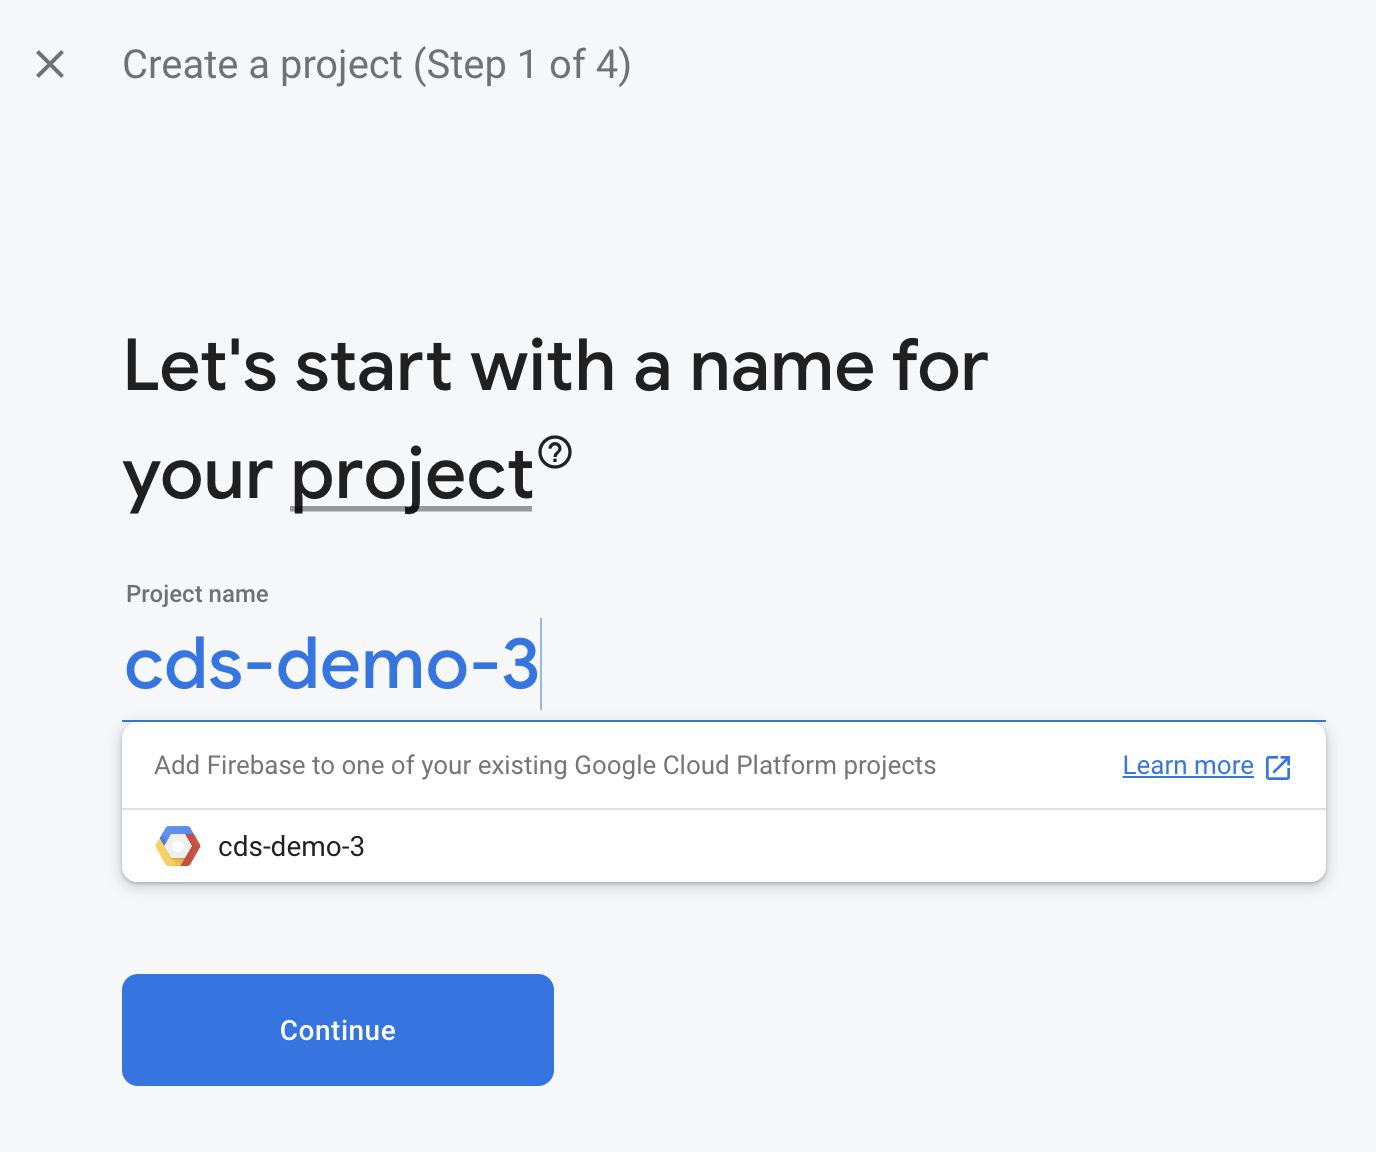 Create a project (Step 1 of 4)
Let's start with a name for
your project
Project name
cds-demo-3
Add Firebase to one of your existing Google Cloud Platform projects Learn more
cds-demo-3
Continue